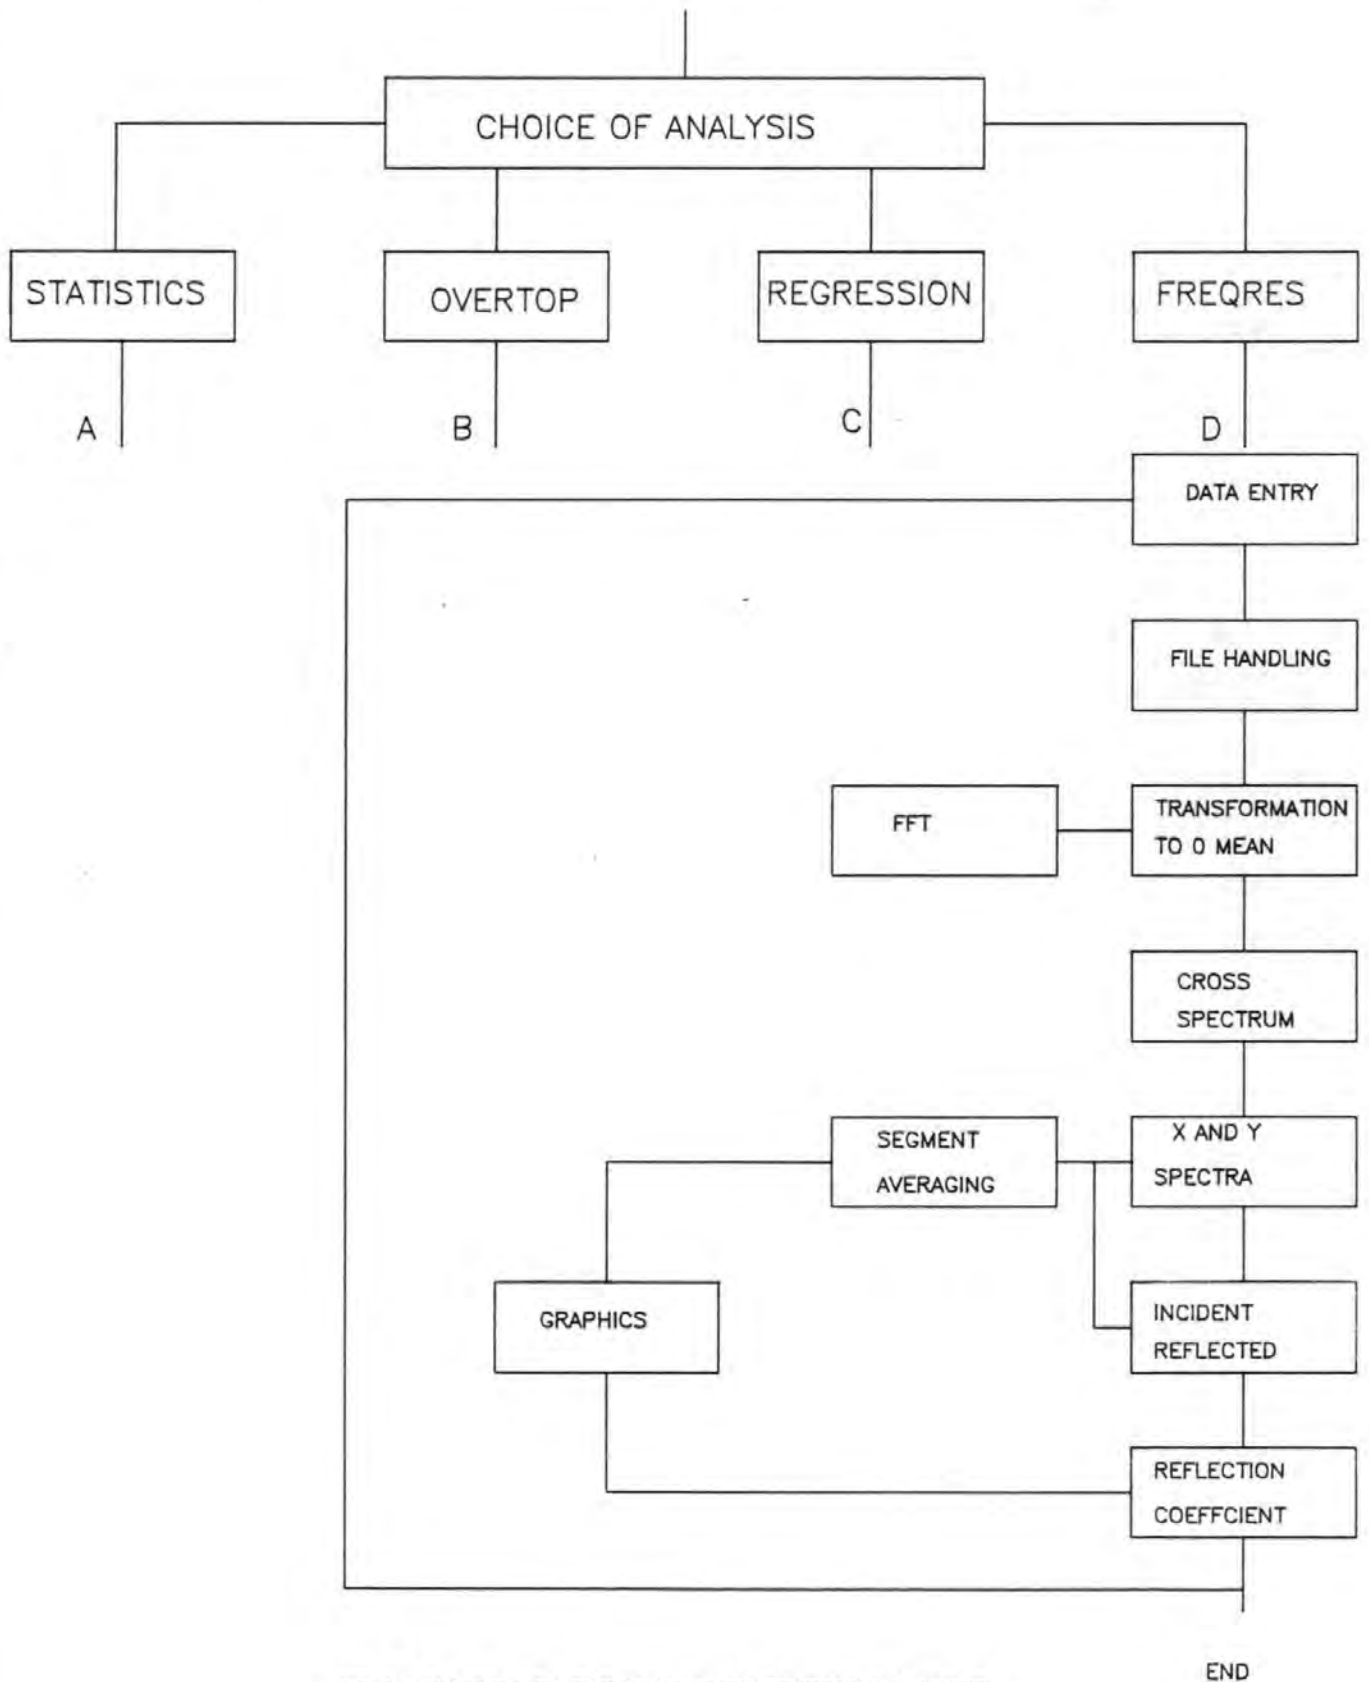 CHOICE OF ANALYSIS
STATISTICS
OVERTOP
REGRESSION
FREQRES
A
B
C
D
DATA ENTRY
FILE HANDLING
FFT
TRANSFORMATION
TO 0 MEAN
CROSS
SPECTRUM
SEGMENT
AVERAGING
X AND Y
SPECTRA
GRAPHICS
INCIDENT
REFLECTED
REFLECTION
COEFFCIENT
END